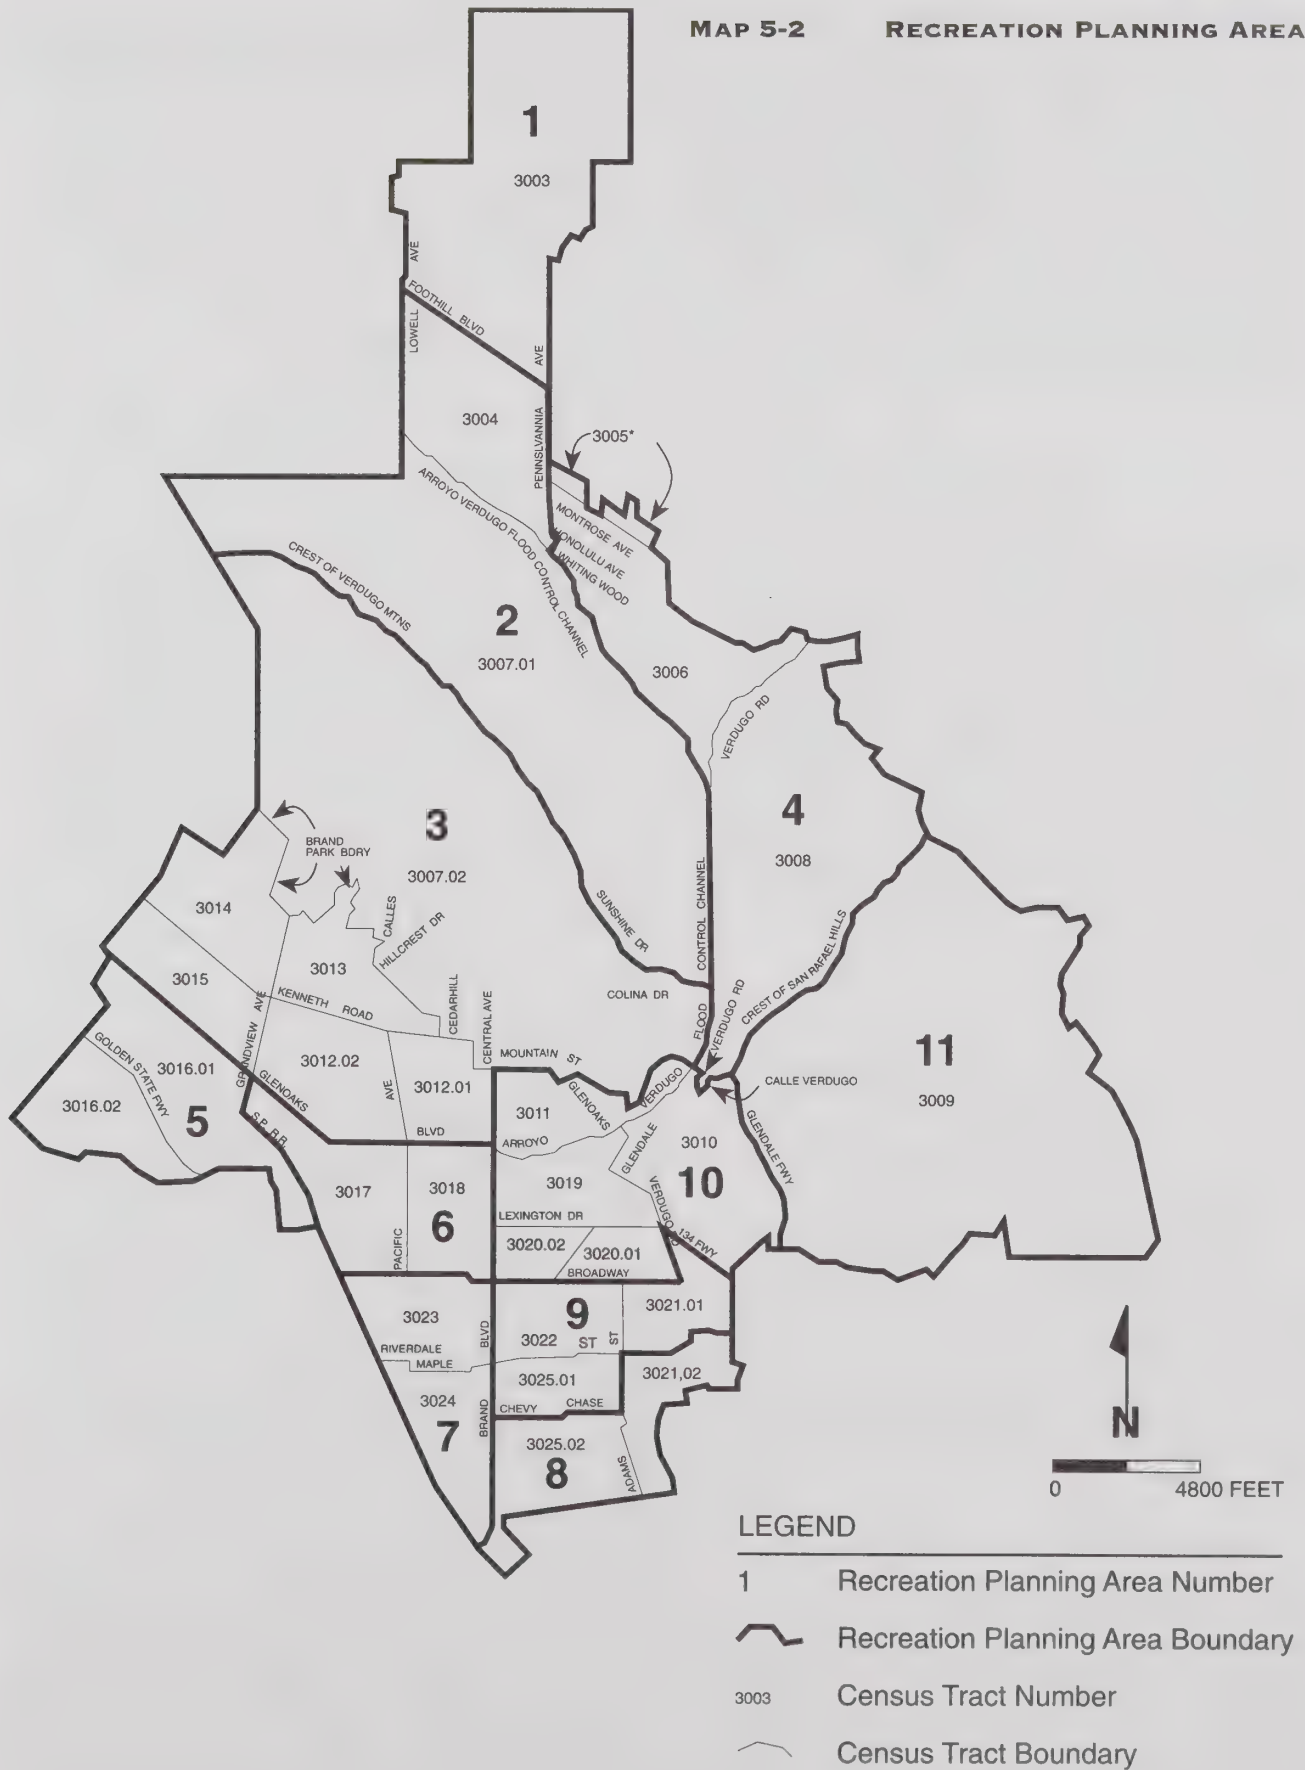 MAP 5-2 RECREATION PLANNING AREA
1
3003
AVE
FOOTHILL BLVD
LOWELL
AVE
3004
PENNSLVANNIA
3005*
ARROYO VERDUGO FLOOD CONTROL CHANNEL
MONTROSE AVE
HONOLULU AVE
WHITING WOOD
CREST OF VERDUGO MTNS
2
3007.01
3006
VERDUGO RD
3
3007.02
4
3008
BRAND
PARK BDRY
CALLES
HILLCREST DR
3014
3013
3015
KENNETH ROAD
GRANDVIEW AVE
CEDARHILL
CENTRAL AVE
SUNSHINE DR
COLINA DR
CONTROL CHANNEL
FLOOD
VERDUGO RD
CREST OF SAN RAFAEL HILLS
11
3009
MOUNTAIN ST
CALLE VERDUGO
GOLDEN STATE FWY
3016.01
3016.02
5
GLENOAKS
S.P. R.R.
3012.02
AVE
3012.01
BLVD
3011
GLENOAKS
VERDUGO
ARROYO
GLENDALE
3010
10
GLENDALE FWY
3017
3018
6
PACIFIC
3019
VERDUGO RD
LEXINGTON DR
134 FWY
3020.02
3020.01
BROADWAY
3023
BLVD
9
3022
ST
ST
3021.01
RIVERDALE
MAPLE
3024
7
BRAND
3025.01
3021,02
CHEVY CHASE
3025.02
8
ADAMS
N
0 4800 FEET
LEGEND
1 Recreation Planning Area Number
Recreation Planning Area Boundary
3003 Census Tract Number
Census Tract Boundary